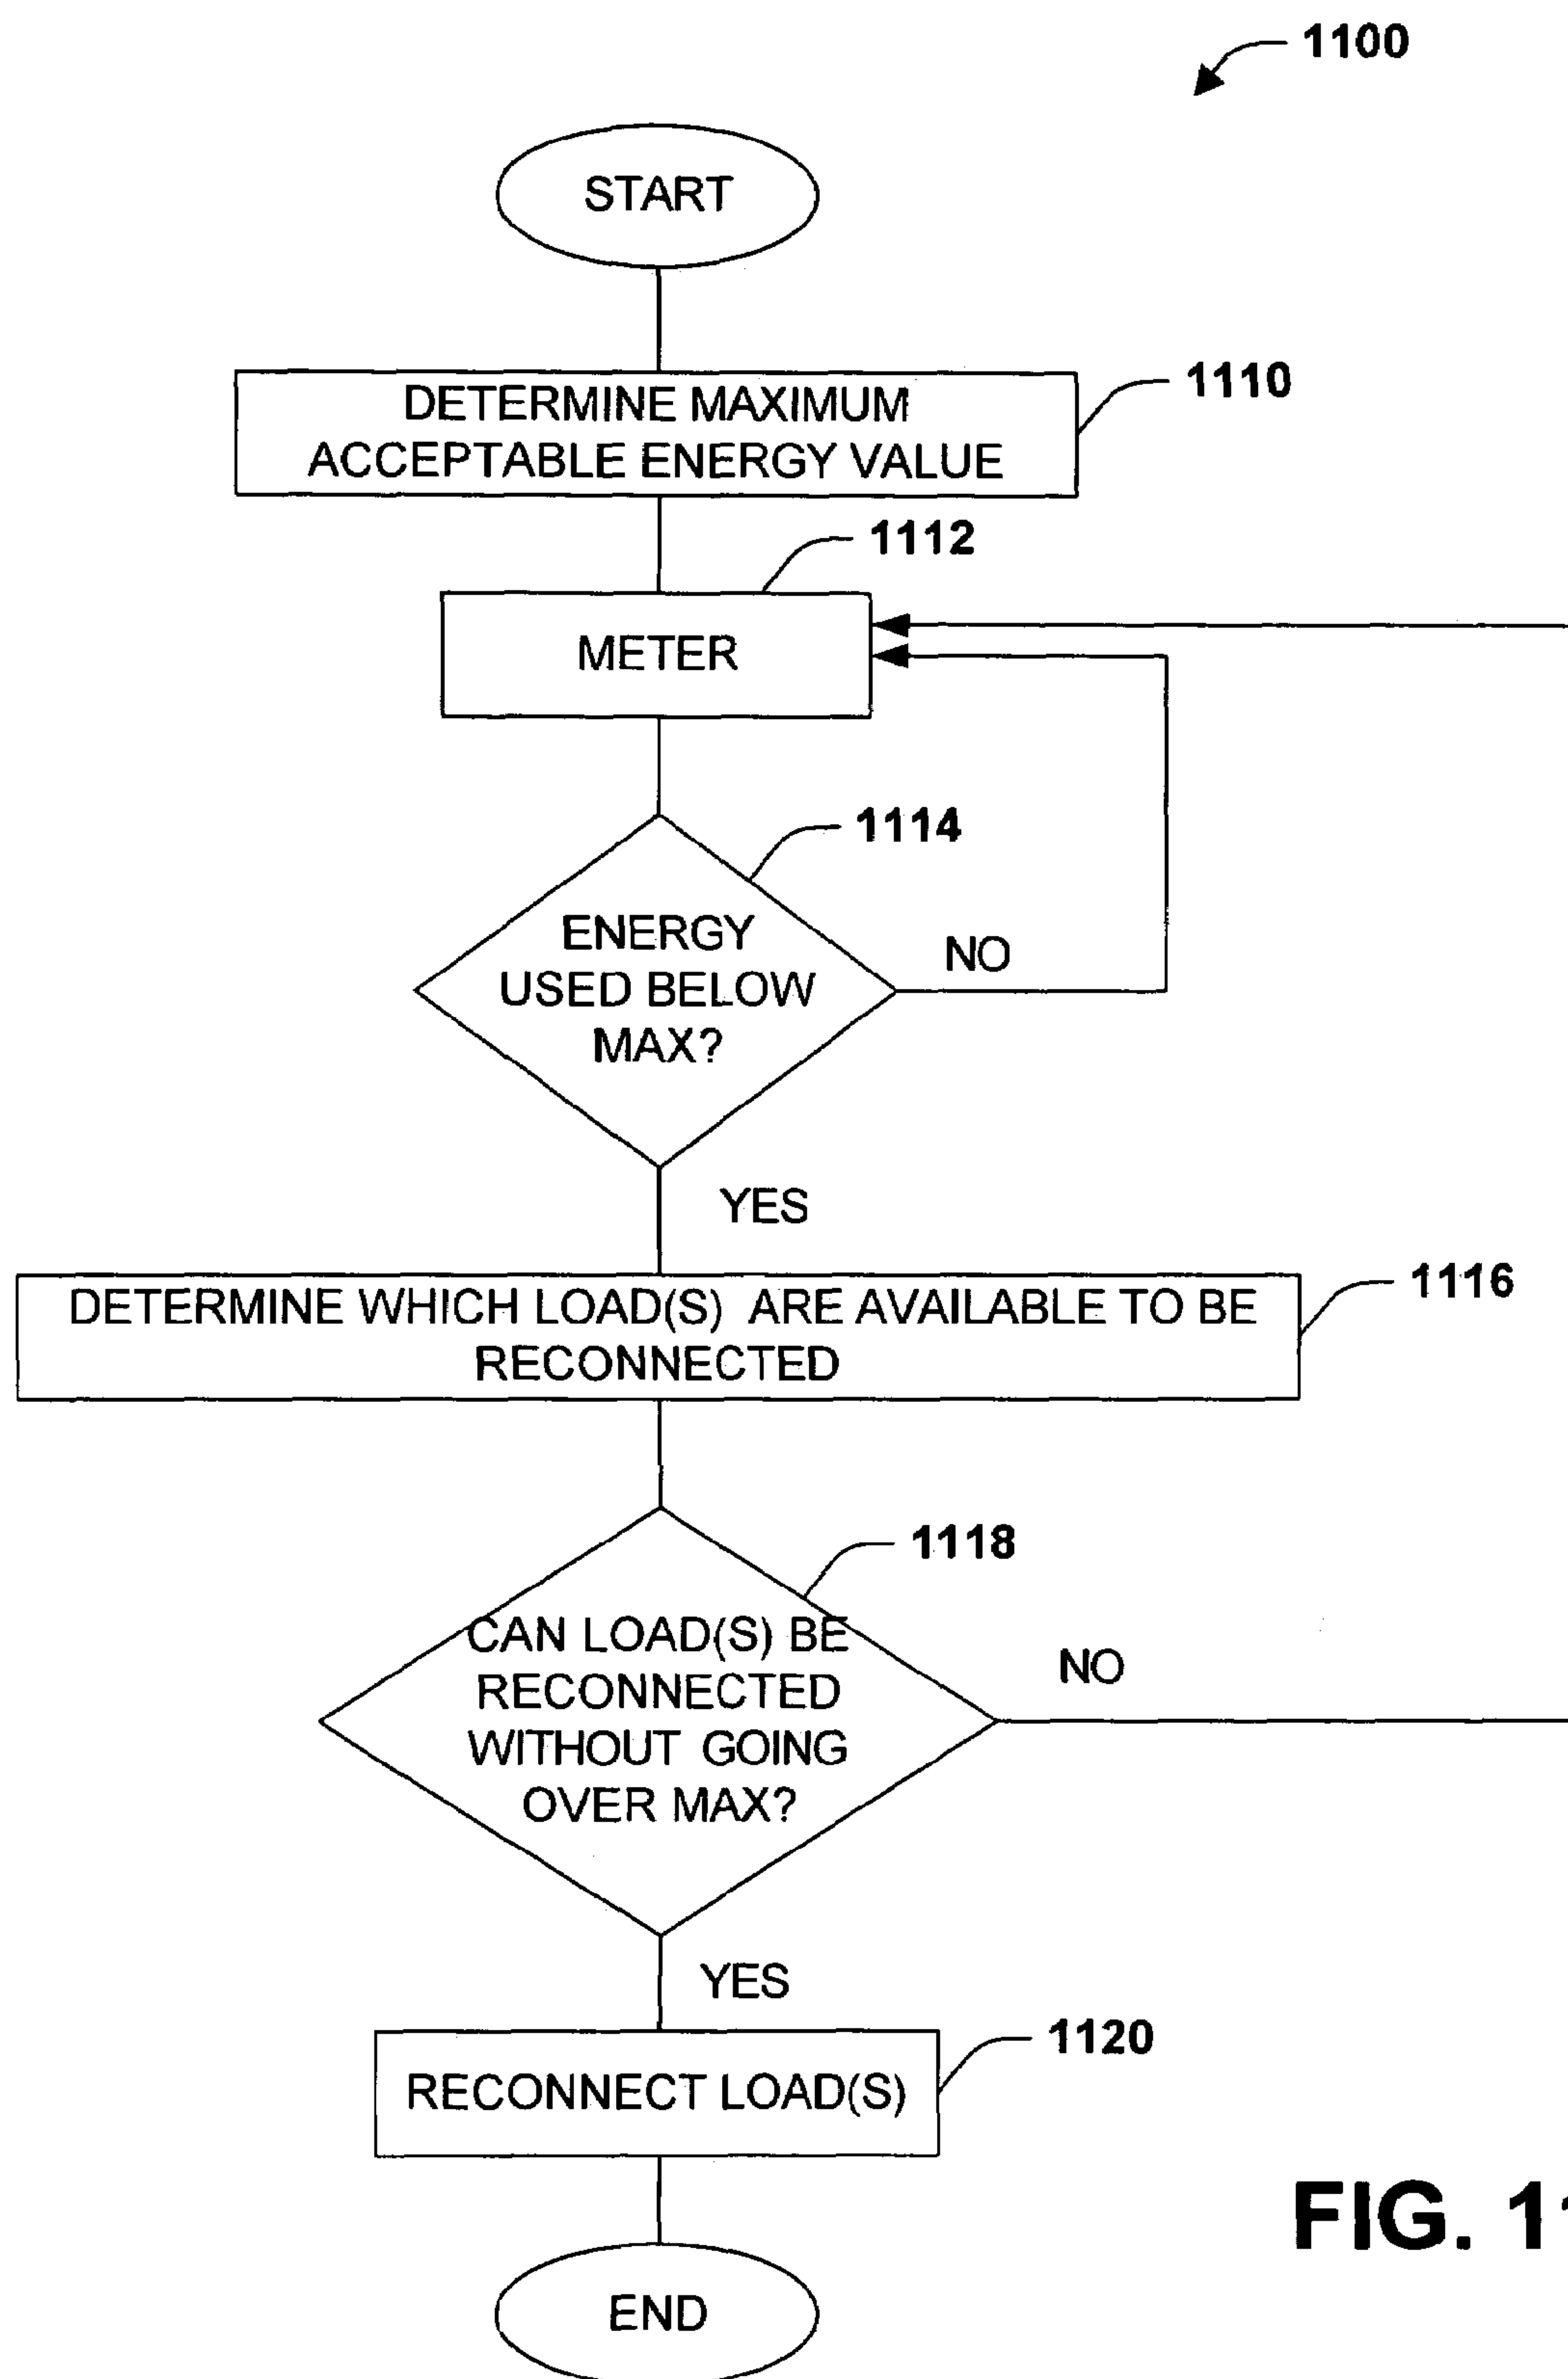 1100
START
DETERMINE MAXIMUM
ACCEPTABLE ENERGY VALUE
1110
1112
METER
1114
ENERGY
USED BELOW
MAX?
NO
YES
DETERMINE WHICH LOAD(S) ARE AVAILABLE TO BE
RECONNECTED
1116
1118
CAN LOAD(S) BE
RECONNECTED
WITHOUT GOING
OVER MAX?
NO
YES
1120
RECONNECT LOAD(S)
FIG. 11
END